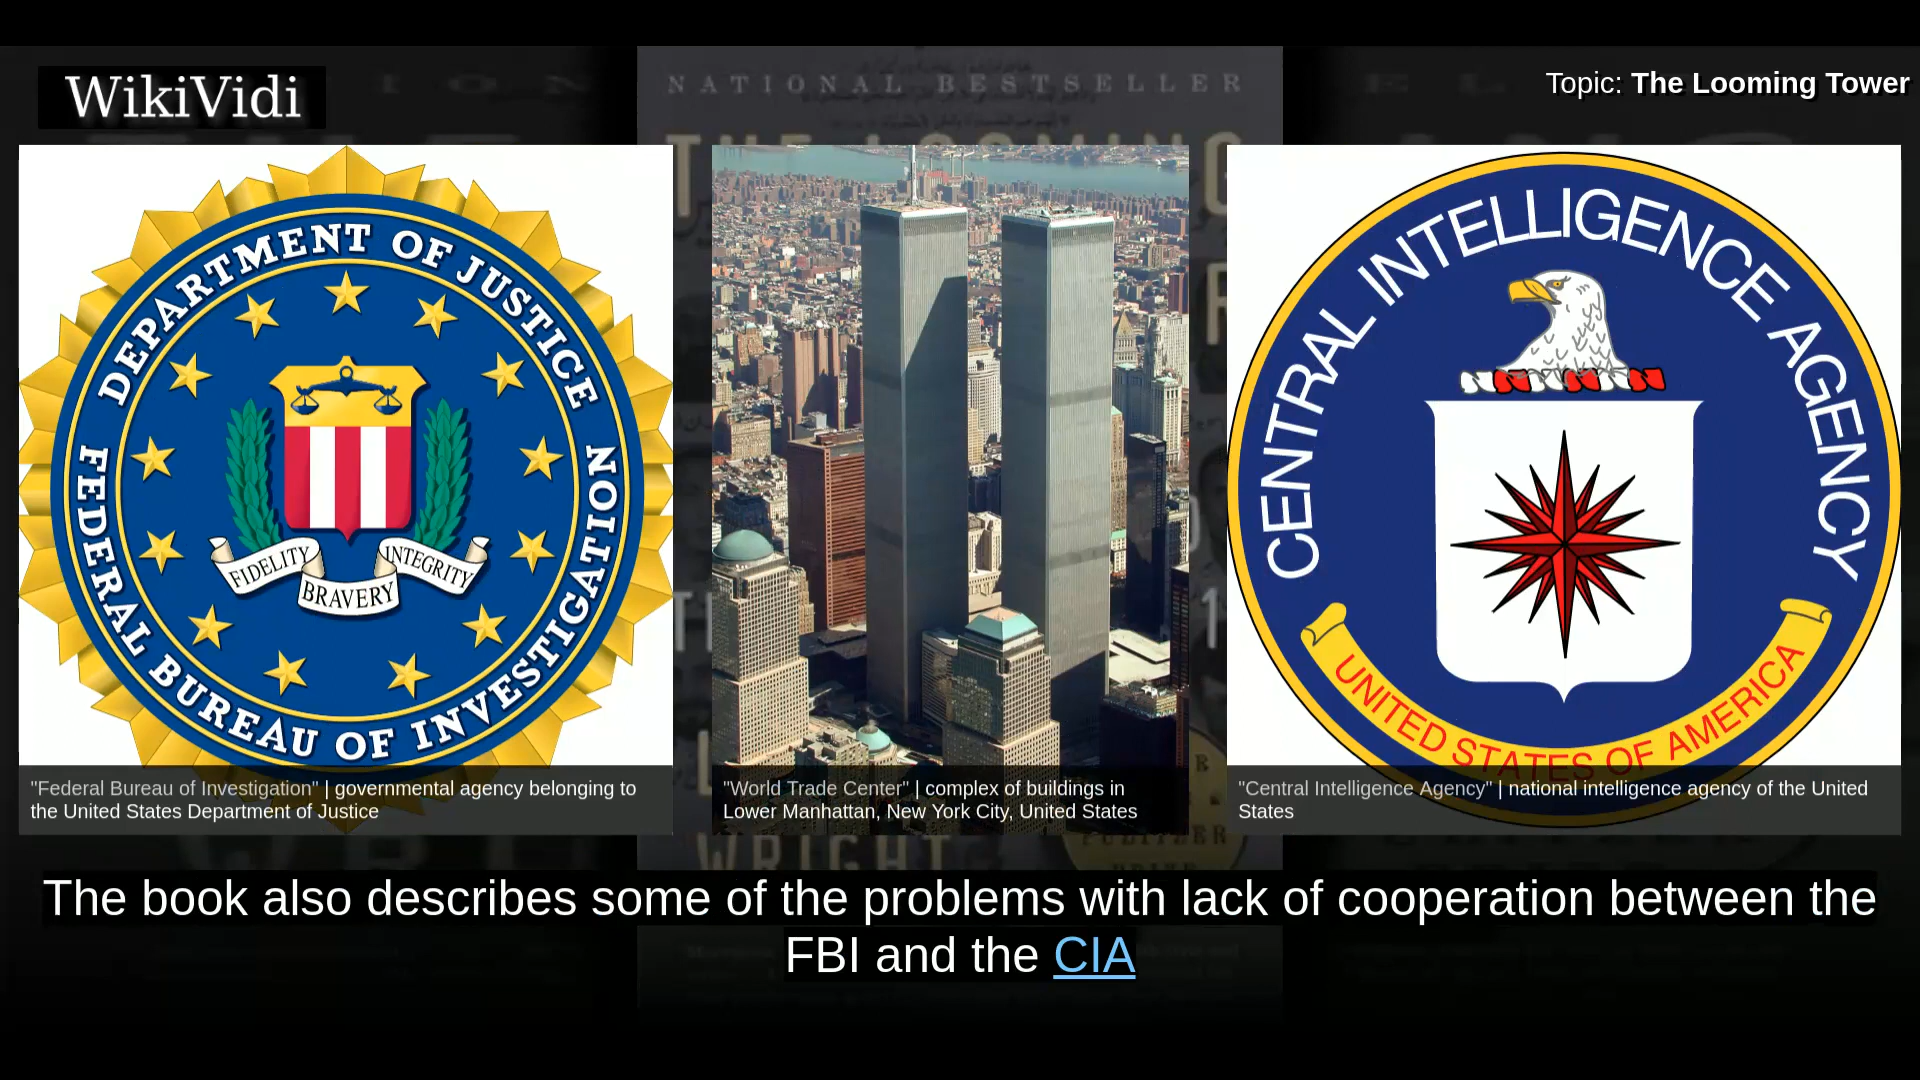 NATIONAL BESTSELLER
WikiVidi
Topic: The Looming Tower
THE LOOMING
DEPARTMENT OF JUSTICE
FEDERAL BUREAU OF INVESTIGATION
FIDELITY
BRAVERY
INTEGRITY
CENTRAL INTELLIGENCE AGENCY
UNITED STATES OF AMERICA
"Federal Bureau of Investigation" | governmental agency belonging to
the United States Department of Justice
"World Trade Center" | complex of buildings in
Lower Manhattan, New York City, United States
"Central Intelligence Agency" | national intelligence agency of the United
States
WRIGHT
The book also describes some of the problems with lack of cooperation between the
FBI and the CIA